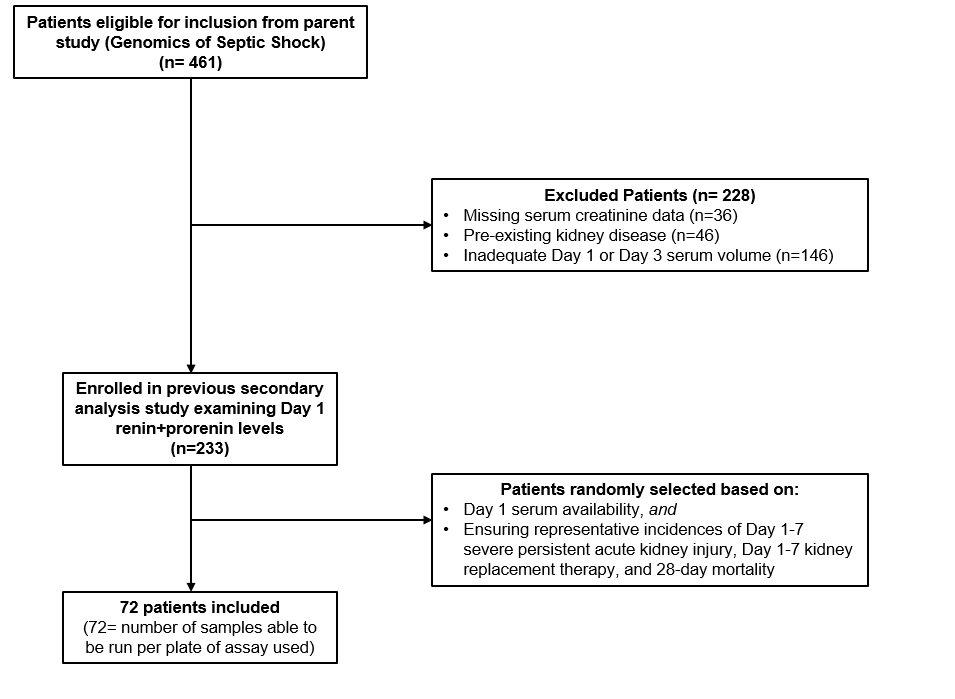 Patients eligible for inclusion from parent
study (Genomics of Septic Shock)
(n= 461)
Excluded Patients (n= 228)
• Missing serum creatinine data (n=36)
• Pre-existing kidney disease (n=46)
• Inadequate Day 1 or Day 3 serum volume (n=146)
Enrolled in previous secondary
analysis study examining Day 1
renin+prorenin levels
(n=233)
Patients randomly selected based on:
• Day 1 serum availability, and
• Ensuring representative incidences of Day 1-7
severe persistent acute kidney injury, Day 1-7 kidney
replacement therapy, and 28-day mortality
72 patients included
(72= number of samples able to
be run per plate of assay used)